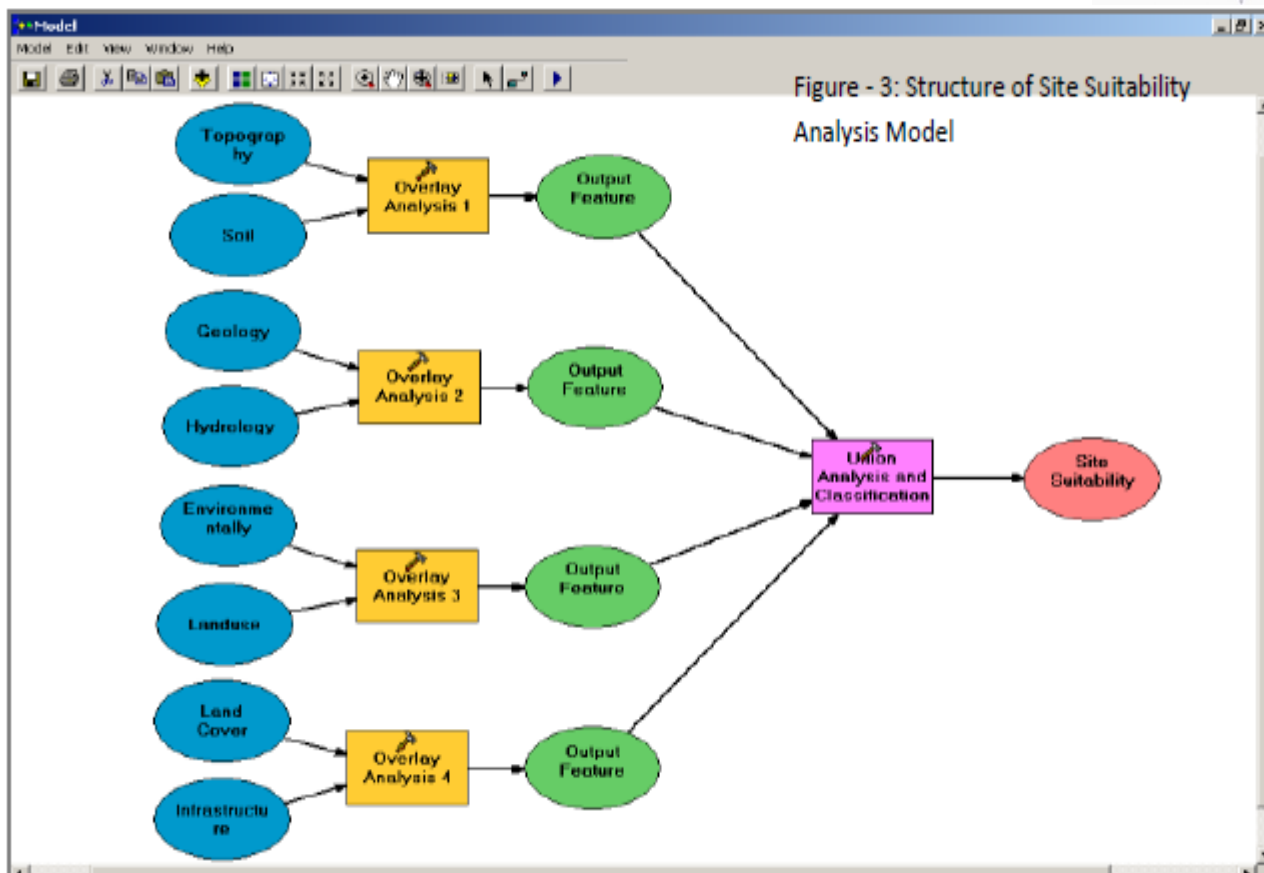 Model
Model Edit View Window Help
Figure - 3: Structure of Site Suitability
Analysis Model
Topograp
hy
Overlay
Analysis 1
Output
Feature
Soil
Geology
Overlay
Analysis 2
Output
Feature
Hydrology
Union
Analysis and
Classification
Site
Suitability
Environme
ntally
Overlay
Analysis 3
Output
Feature
Landuse
Land
Cover
Overlay
Analysis 4
Output
Feature
Infrastructu
re